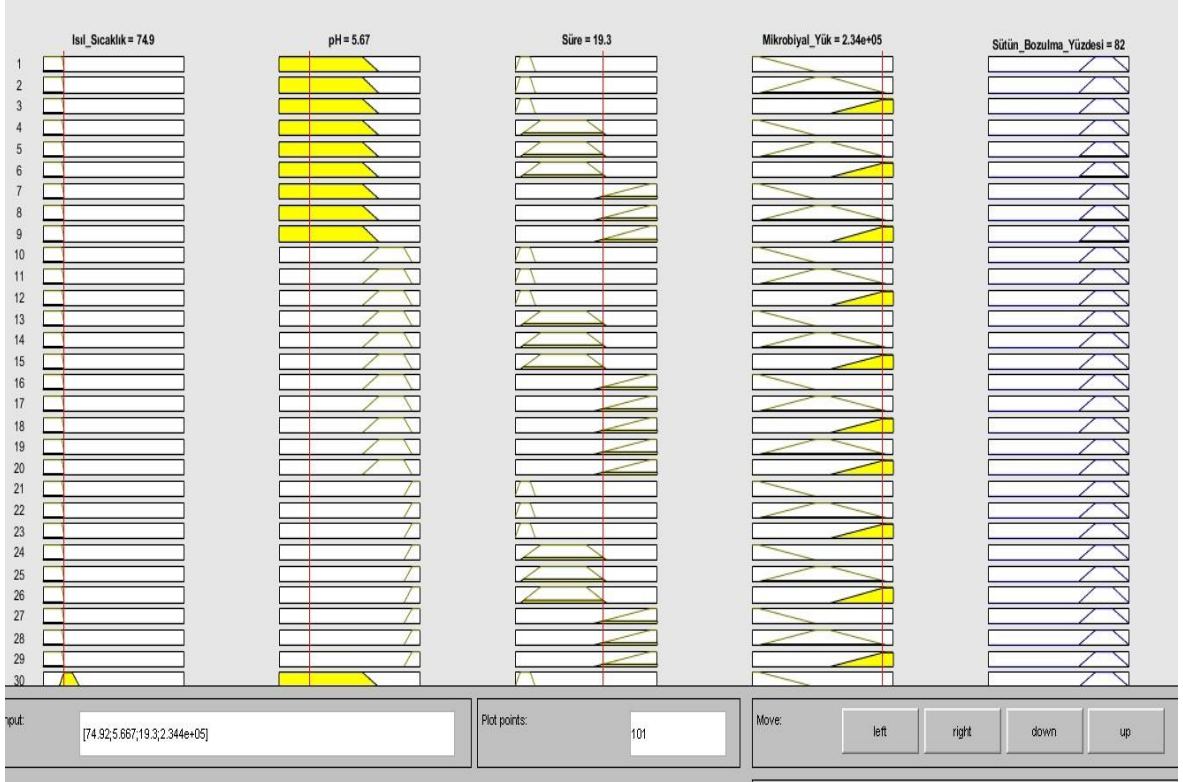 Isıl_Sıcaklık = 74.9
pH = 5.67
Süre = 19.3
Mikrobiyal_Yük = 2.34e+05
Sütün_Bozulma_Yüzdesi = 82
1
2
3
4
5
6
7
8
9
10
11
12
13
14
15
16
17
18
19
20
21
22
23
24
25
26
27
28
29
30
nput:
[74.92;5.667;19.3;2.344e+05]
Plot points:
101
Move:
left
right
down
up